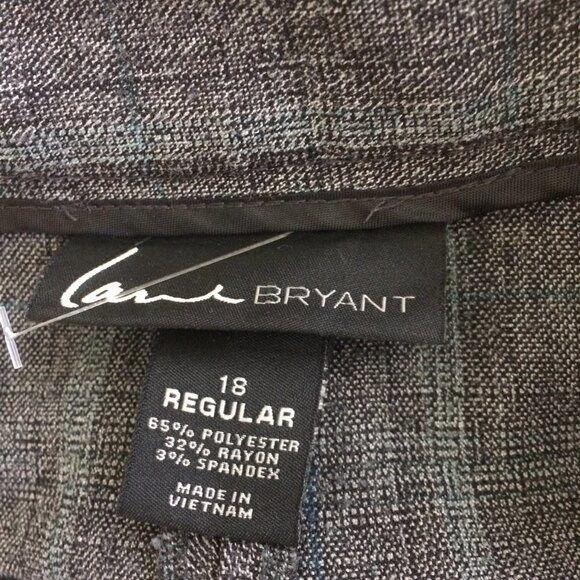 Lane BRYANT
18
REGULAR
65% POLYESTER
32% RAYON
3% SPANDEX
MADE IN
VIETNAM